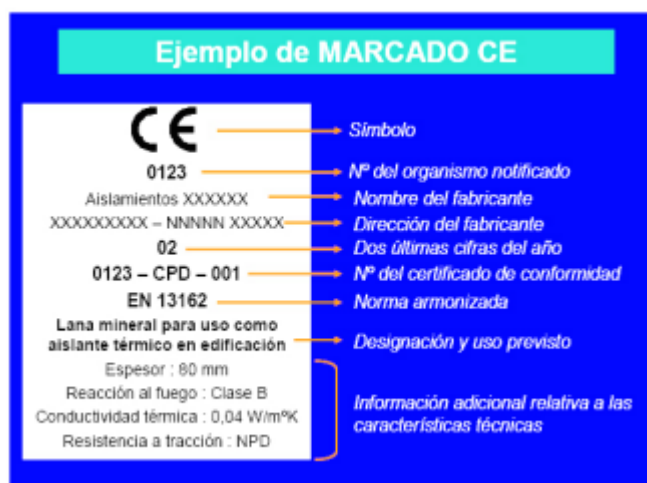 Ejemplo de MARCADO CE
CE
Símbolo
0123
Nº del organismo notificado
Aislamientos XXXXXX
Nombre del fabricante
XXXXXXXXX – NNNNN XXXXX
Dirección del fabricante
02
Dos últimas cifras del año
0123 – CPD – 001
Nº del certificado de conformidad
EN 13162
Norma armonizada
Lana mineral para uso como
aislante térmico en edificación
Designación y uso previsto
Espesor : 80 mm
Reacción al fuego : Clase B
Conductividad térmica : 0,04 W/mºK
Resistencia a tracción : NPD
Información adicional relativa a las
características técnicas